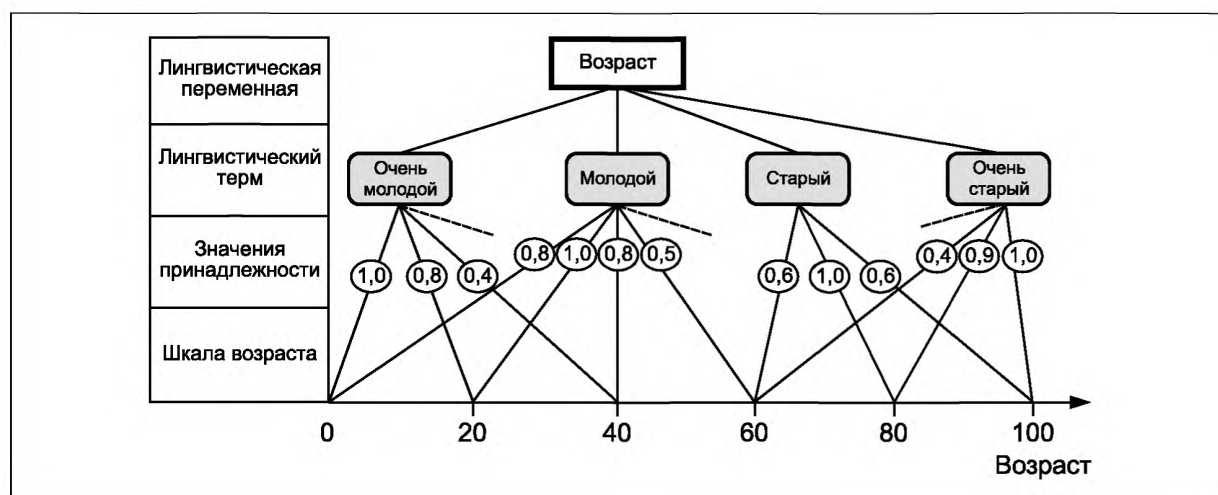 Лингвистическая
переменная
Возраст
Лингвистический
терм
Очень
молодой
Молодой
Старый
Очень
старый
Значения
принадлежности
1,0 0,8 0,4 0,8 1,0 0,8 0,5 0,6 1,0 0,6 0,4 0,9 1,0
Шкала возраста
0 20 40 60 80 100
Возраст